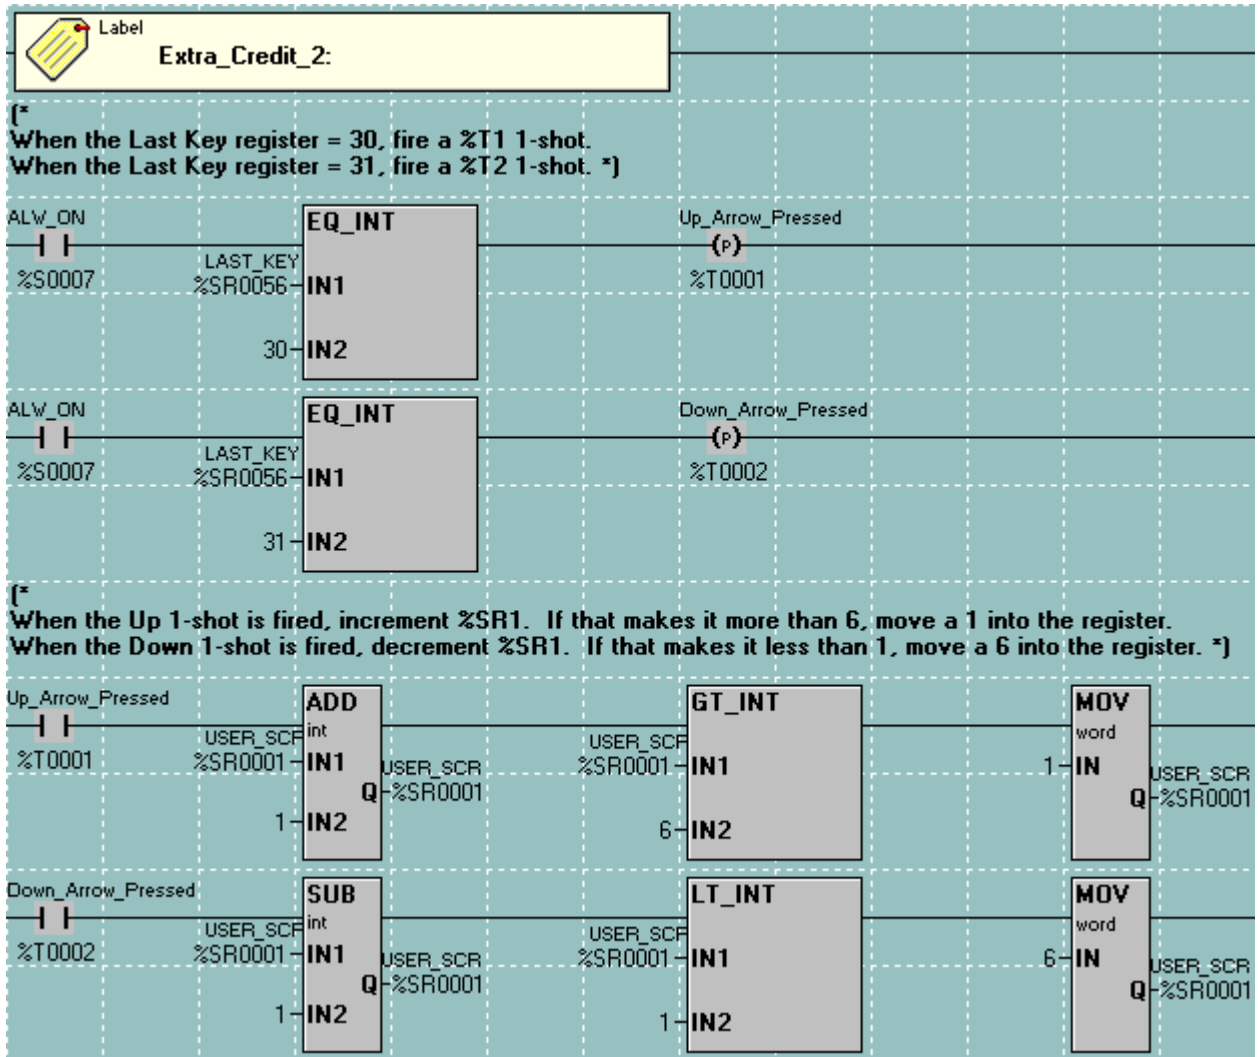 Label
Extra_Credit_2:
(*
When the Last Key register = 30, fire a %T1 1-shot.
When the Last Key register = 31, fire a %T2 1-shot. *)
ALW_ON
EQ_INT
Up_Arrow_Pressed
(P)
%S0007
LAST_KEY
%SR0056
IN1
%T0001
30
IN2
ALW_ON
EQ_INT
Down_Arrow_Pressed
(P)
%S0007
LAST_KEY
%SR0056
IN1
%T0002
31
IN2
(*
When the Up 1-shot is fired, increment %SR1.  If that makes it more than 6, move a 1 into the register.
When the Down 1-shot is fired, decrement %SR1.  If that makes it less than 1, move a 6 into the register. *)
Up_Arrow_Pressed
ADD
GT_INT
MOV
int
word
%T0001
USER_SCR
%SR0001
IN1
USER_SCR
Q
%SR0001
1
IN2
USER_SCR
%SR0001
IN1
6
IN2
1
IN
USER_SCR
Q
%SR0001
Down_Arrow_Pressed
SUB
LT_INT
MOV
int
word
%T0002
USER_SCR
%SR0001
IN1
USER_SCR
Q
%SR0001
1
IN2
USER_SCR
%SR0001
IN1
1
IN2
6
IN
USER_SCR
Q
%SR0001